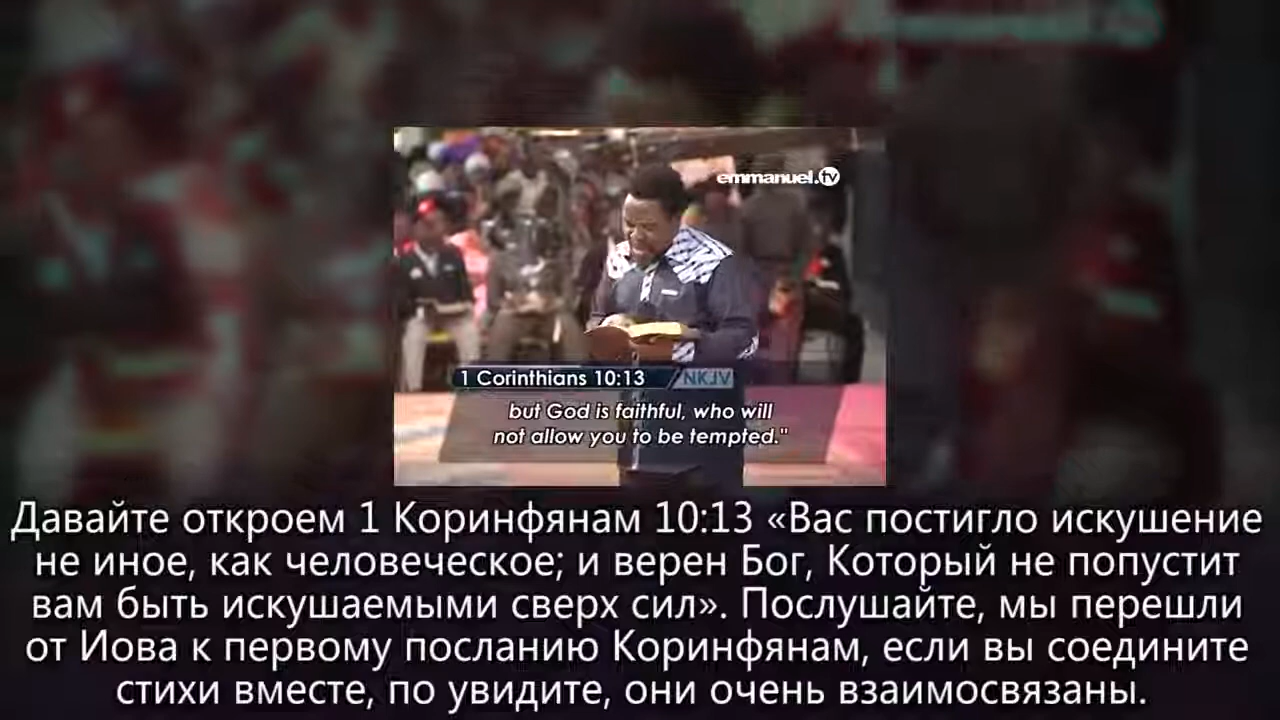 emmanuel.tv
1 Corinthians 10:13 NKJV
but God is faithful, who will
not allow you to be tempted."
Давайте откроем 1 Коринфянам 10:13 «Вас постигло искушение
не иное, как человеческое; и верен Бог, Который не попустит
вам быть искушаемыми сверх сил». Послушайте, мы перешли
от Иова к первому посланию Коринфянам, если вы соедините
стихи вместе, по увидите, они очень взаимосвязаны.